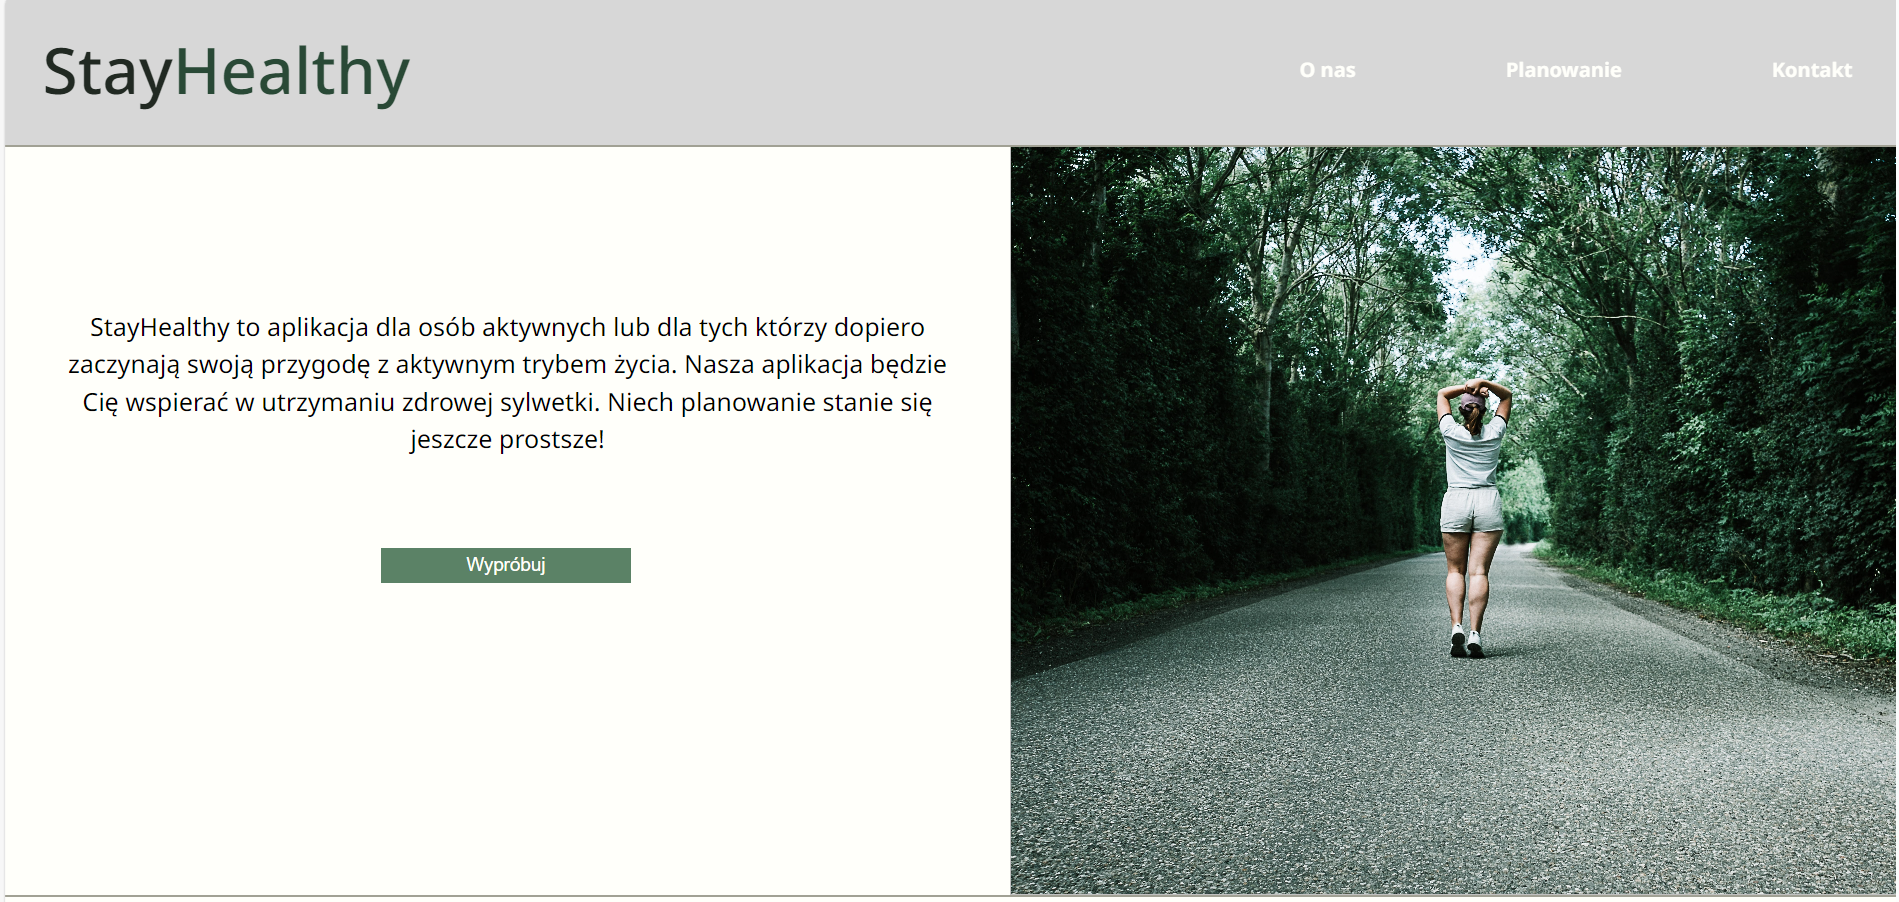 StayHealthy
O nas
Planowanie
Kontakt
StayHealthy to aplikacja dla osób aktywnych lub dla tych którzy dopiero
zaczynają swoją przygodę z aktywnym trybem życia. Nasza aplikacja będzie
Cię wspierać w utrzymaniu zdrowej sylwetki. Niech planowanie stanie się
jeszcze prostsze!
Wypróbuj